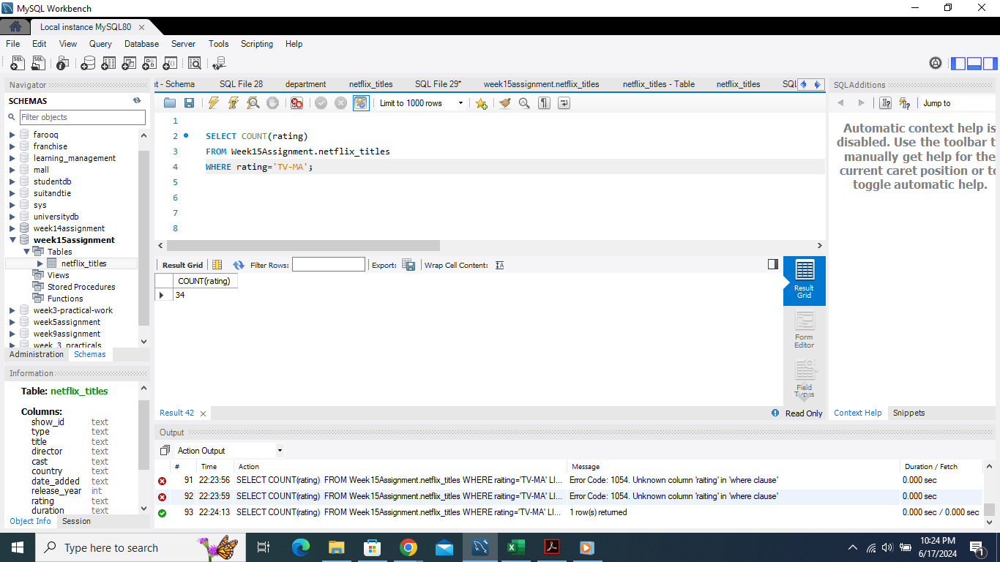 MySQL Workbench
Local instance MySQL80
File Edit View Query Database Server Tools Scripting Help
Navigator
SCHEMAS
Filter objects
farooq
franchise
learning_management
mall
studentdb
suitandtie
sys
universitydb
week14assignment
week15assignment
Tables
netflix_titles
Views
Stored Procedures
Functions
week3-practical-work
week5assignment
week9assignment
week_3_practicals
Administration Schemas
Information
Table: netflix_titles
Columns:
show_id text
type text
title text
director text
cast text
country text
date_added text
release_year int
rating text
duration text
Object Info Session
nt - Schema SQL File 28 department netflix_titles SQL File 29* week15assignment.netflix_titles netflix_titles - Table netflix_titles SQL
Limit to 1000 rows
1
2 SELECT COUNT(rating)
3 FROM Week15Assignment.netflix_titles
4 WHERE rating='TV-MA';
5
6
7
8
Result Grid Filter Rows: Export: Wrap Cell Content:
COUNT(rating)
34
Result Grid
Form Editor
Field Types
Result 42 Read Only
SQLAdditions
Jump to
Automatic context help is
disabled. Use the toolbar t
manually get help for the
current caret position or to
toggle automatic help.
Context Help Snippets
Output
Action Output
# Time Action Message Duration / Fetch
91 22:23:56 SELECT COUNT(rating) FROM Week15Assignment.netflix_titles WHERE raiting='TV-MA' LI... Error Code: 1054. Unknown column 'raiting' in 'where clause' 0.000 sec
92 22:23:59 SELECT COUNT(rating) FROM Week15Assignment.netflix_titles WHERE raiting='TV-MA' LI... Error Code: 1054. Unknown column 'raiting' in 'where clause' 0.000 sec
93 22:24:13 SELECT COUNT(rating) FROM Week15Assignment.netflix_titles WHERE rating='TV-MA' LI... 1 row(s) returned 0.000 sec / 0.000 sec
Type here to search
10:24 PM
6/17/2024
1